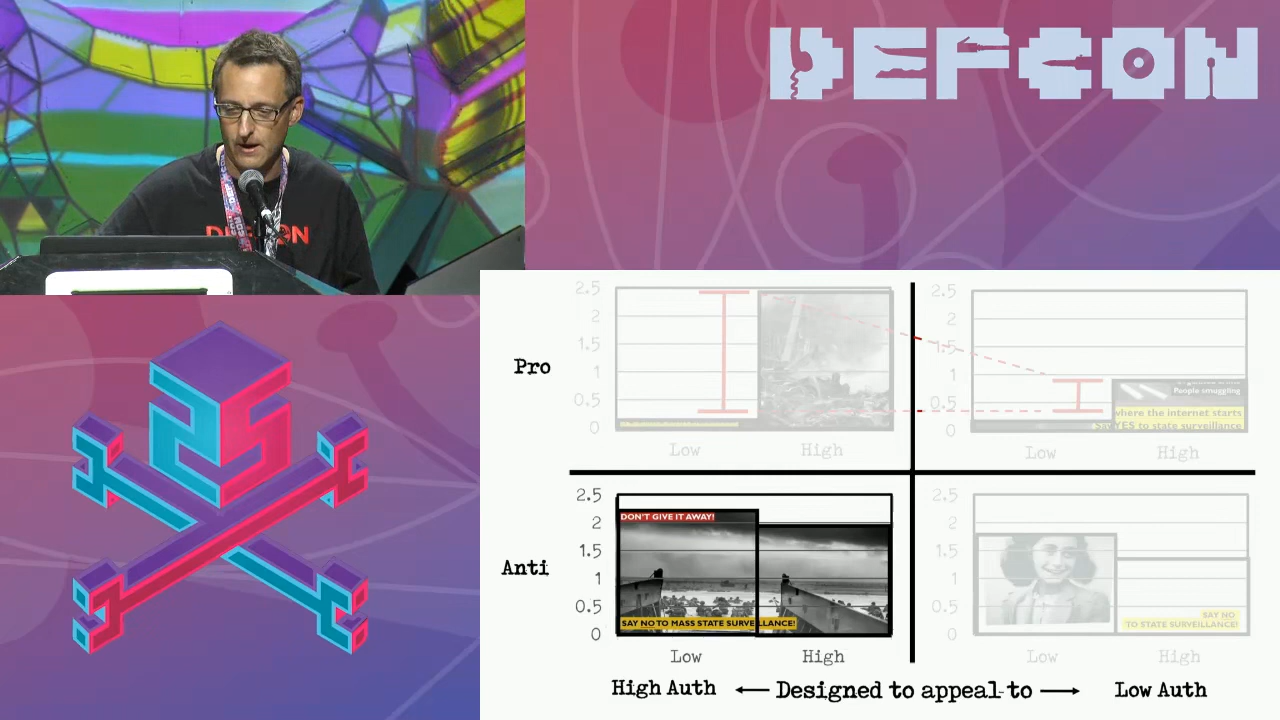 DEFCON
DEFCON
Pro
2.5
2
1.5
1
0.5
0
Low
High
2.5
2
1.5
1
0.5
0
People smuggling
where the internet starts
say YES to state surveillance
Low
High
Anti
2.5
2
1.5
1
0.5
0
DON'T GIVE IT AWAY!
SAY NO TO MASS STATE SURVEILLANCE!
Low
High
2.5
2
1.5
1
0.5
0
SAY NO
TO STATE SURVEILLANCE!
Low
High
High Auth
Designed to appeal to
Low Auth